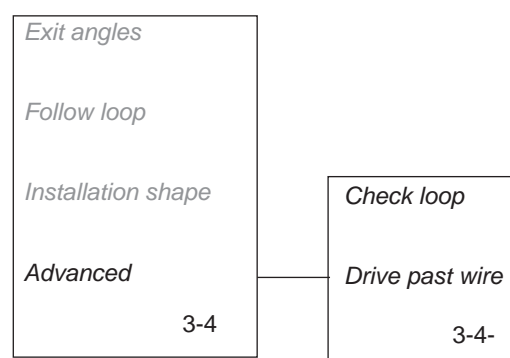 Exit angles
Follow loop
Installation shape
Advanced
3-4
Check loop
Drive past wire
3-4-